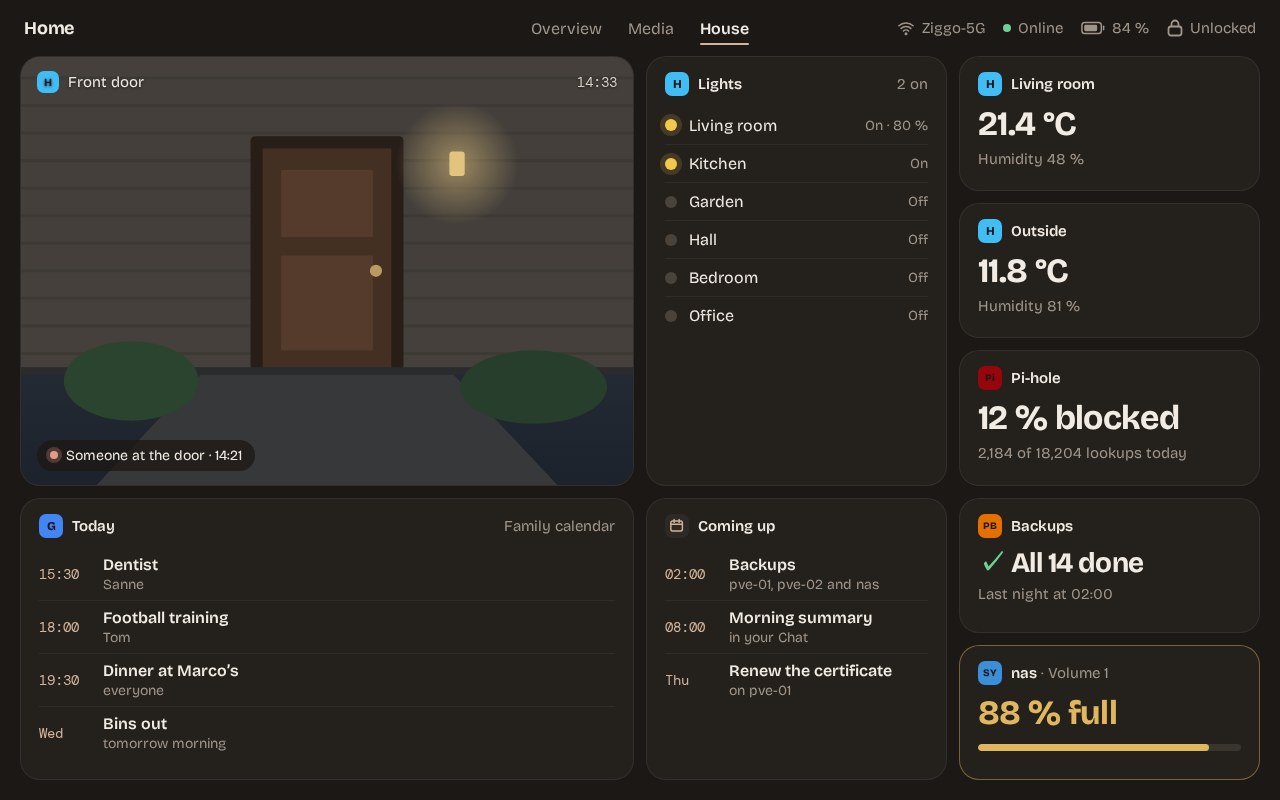 Home
Overview
Media
House
Ziggo-5G
Online
84 %
Unlocked
H Front door
14:33
Someone at the door · 14:21
H Lights
2 on
Living room
On · 80 %
Kitchen
On
Garden
Off
Hall
Off
Bedroom
Off
Office
Off
H Living room
21.4 °C
Humidity 48 %
H Outside
11.8 °C
Humidity 81 %
Pi Pi-hole
12 % blocked
2,184 of 18,204 lookups today
G Today
Family calendar
15:30
Dentist
Sanne
18:00
Football training
Tom
19:30
Dinner at Marco’s
everyone
Wed
Bins out
tomorrow morning
Coming up
02:00
Backups
pve-01, pve-02 and nas
08:00
Morning summary
in your Chat
Thu
Renew the certificate
on pve-01
PB Backups
✓ All 14 done
Last night at 02:00
SY nas · Volume 1
88 % full